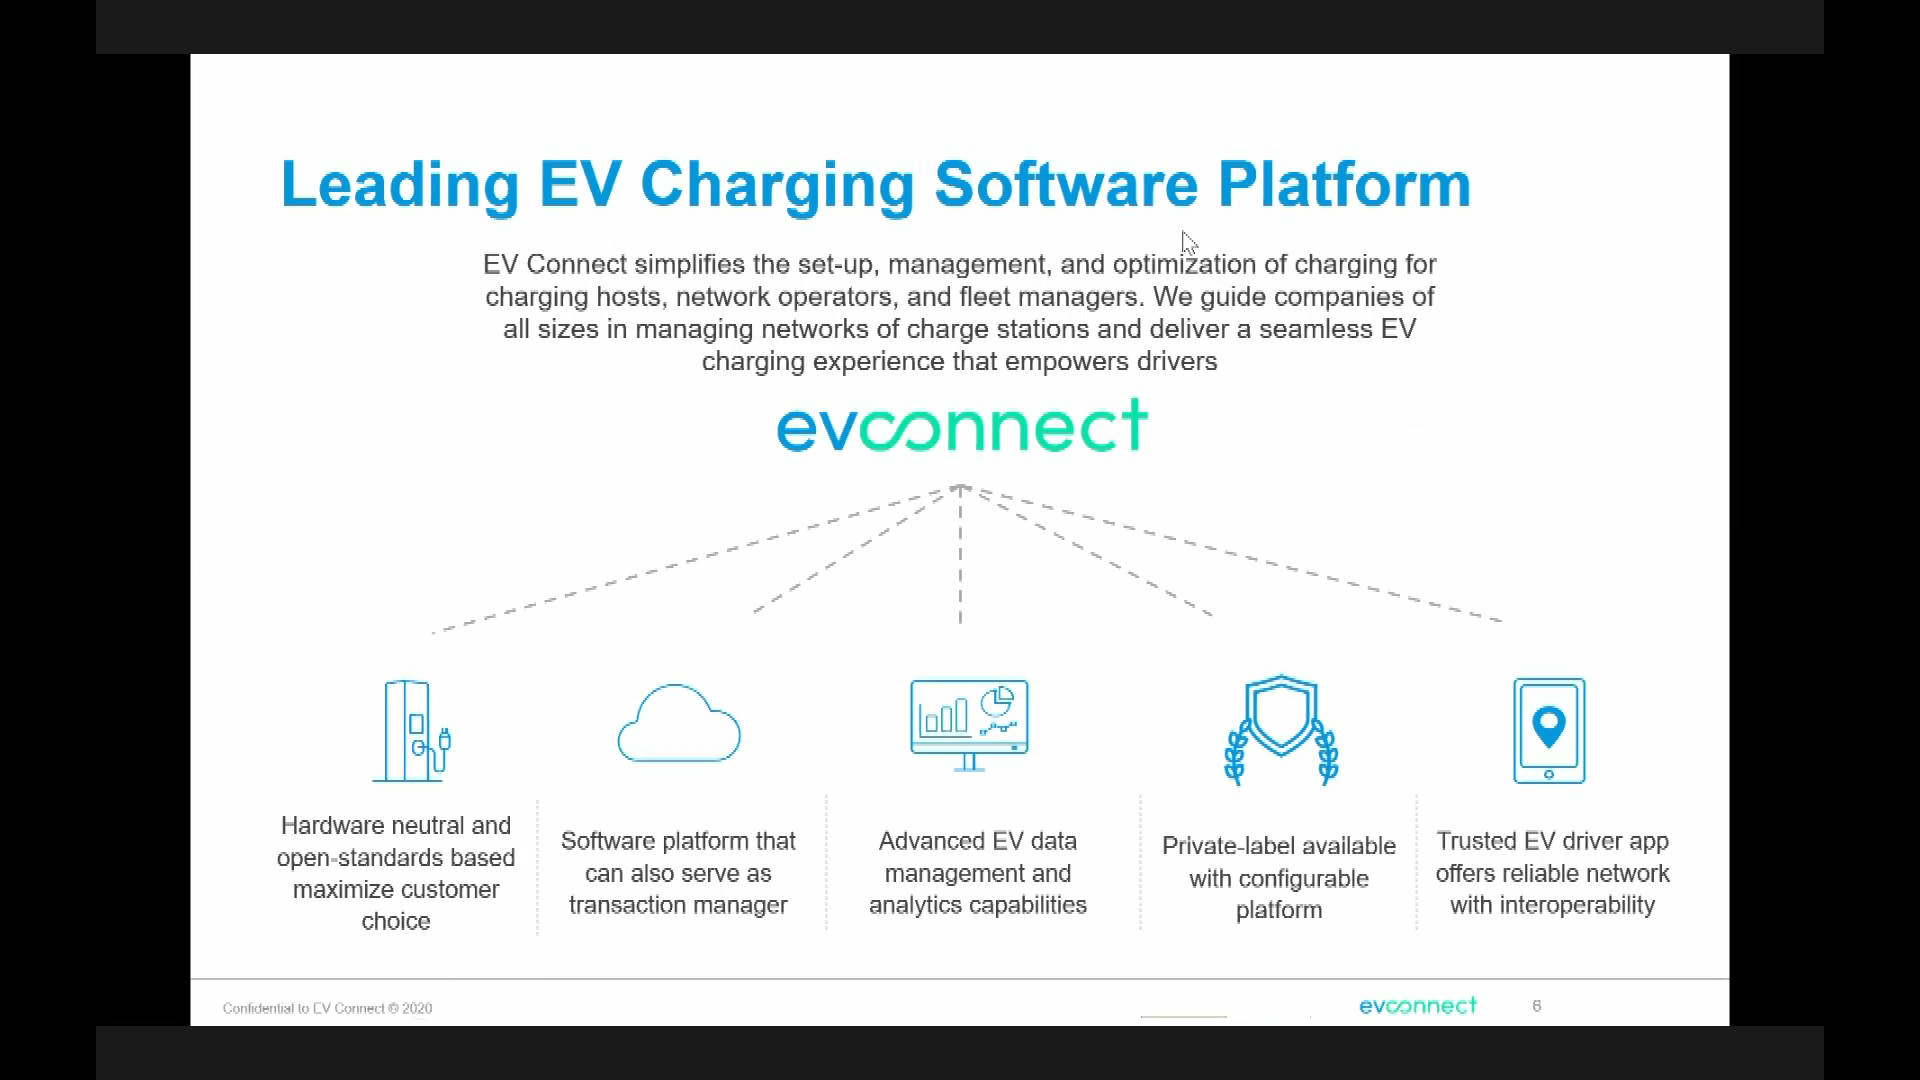 Leading EV Charging Software Platform
EV Connect simplifies the set-up, management, and optimization of charging for
charging hosts, network operators, and fleet managers. We guide companies of
all sizes in managing networks of charge stations and deliver a seamless EV
charging experience that empowers drivers
evconnect
Hardware neutral and
open-standards based
maximize customer
choice
Software platform that
can also serve as
transaction manager
Advanced EV data
management and
analytics capabilities
Private-label available
with configurable
platform
Trusted EV driver app
offers reliable network
with interoperability
Confidential to EV Connect © 2020
evconnect
6